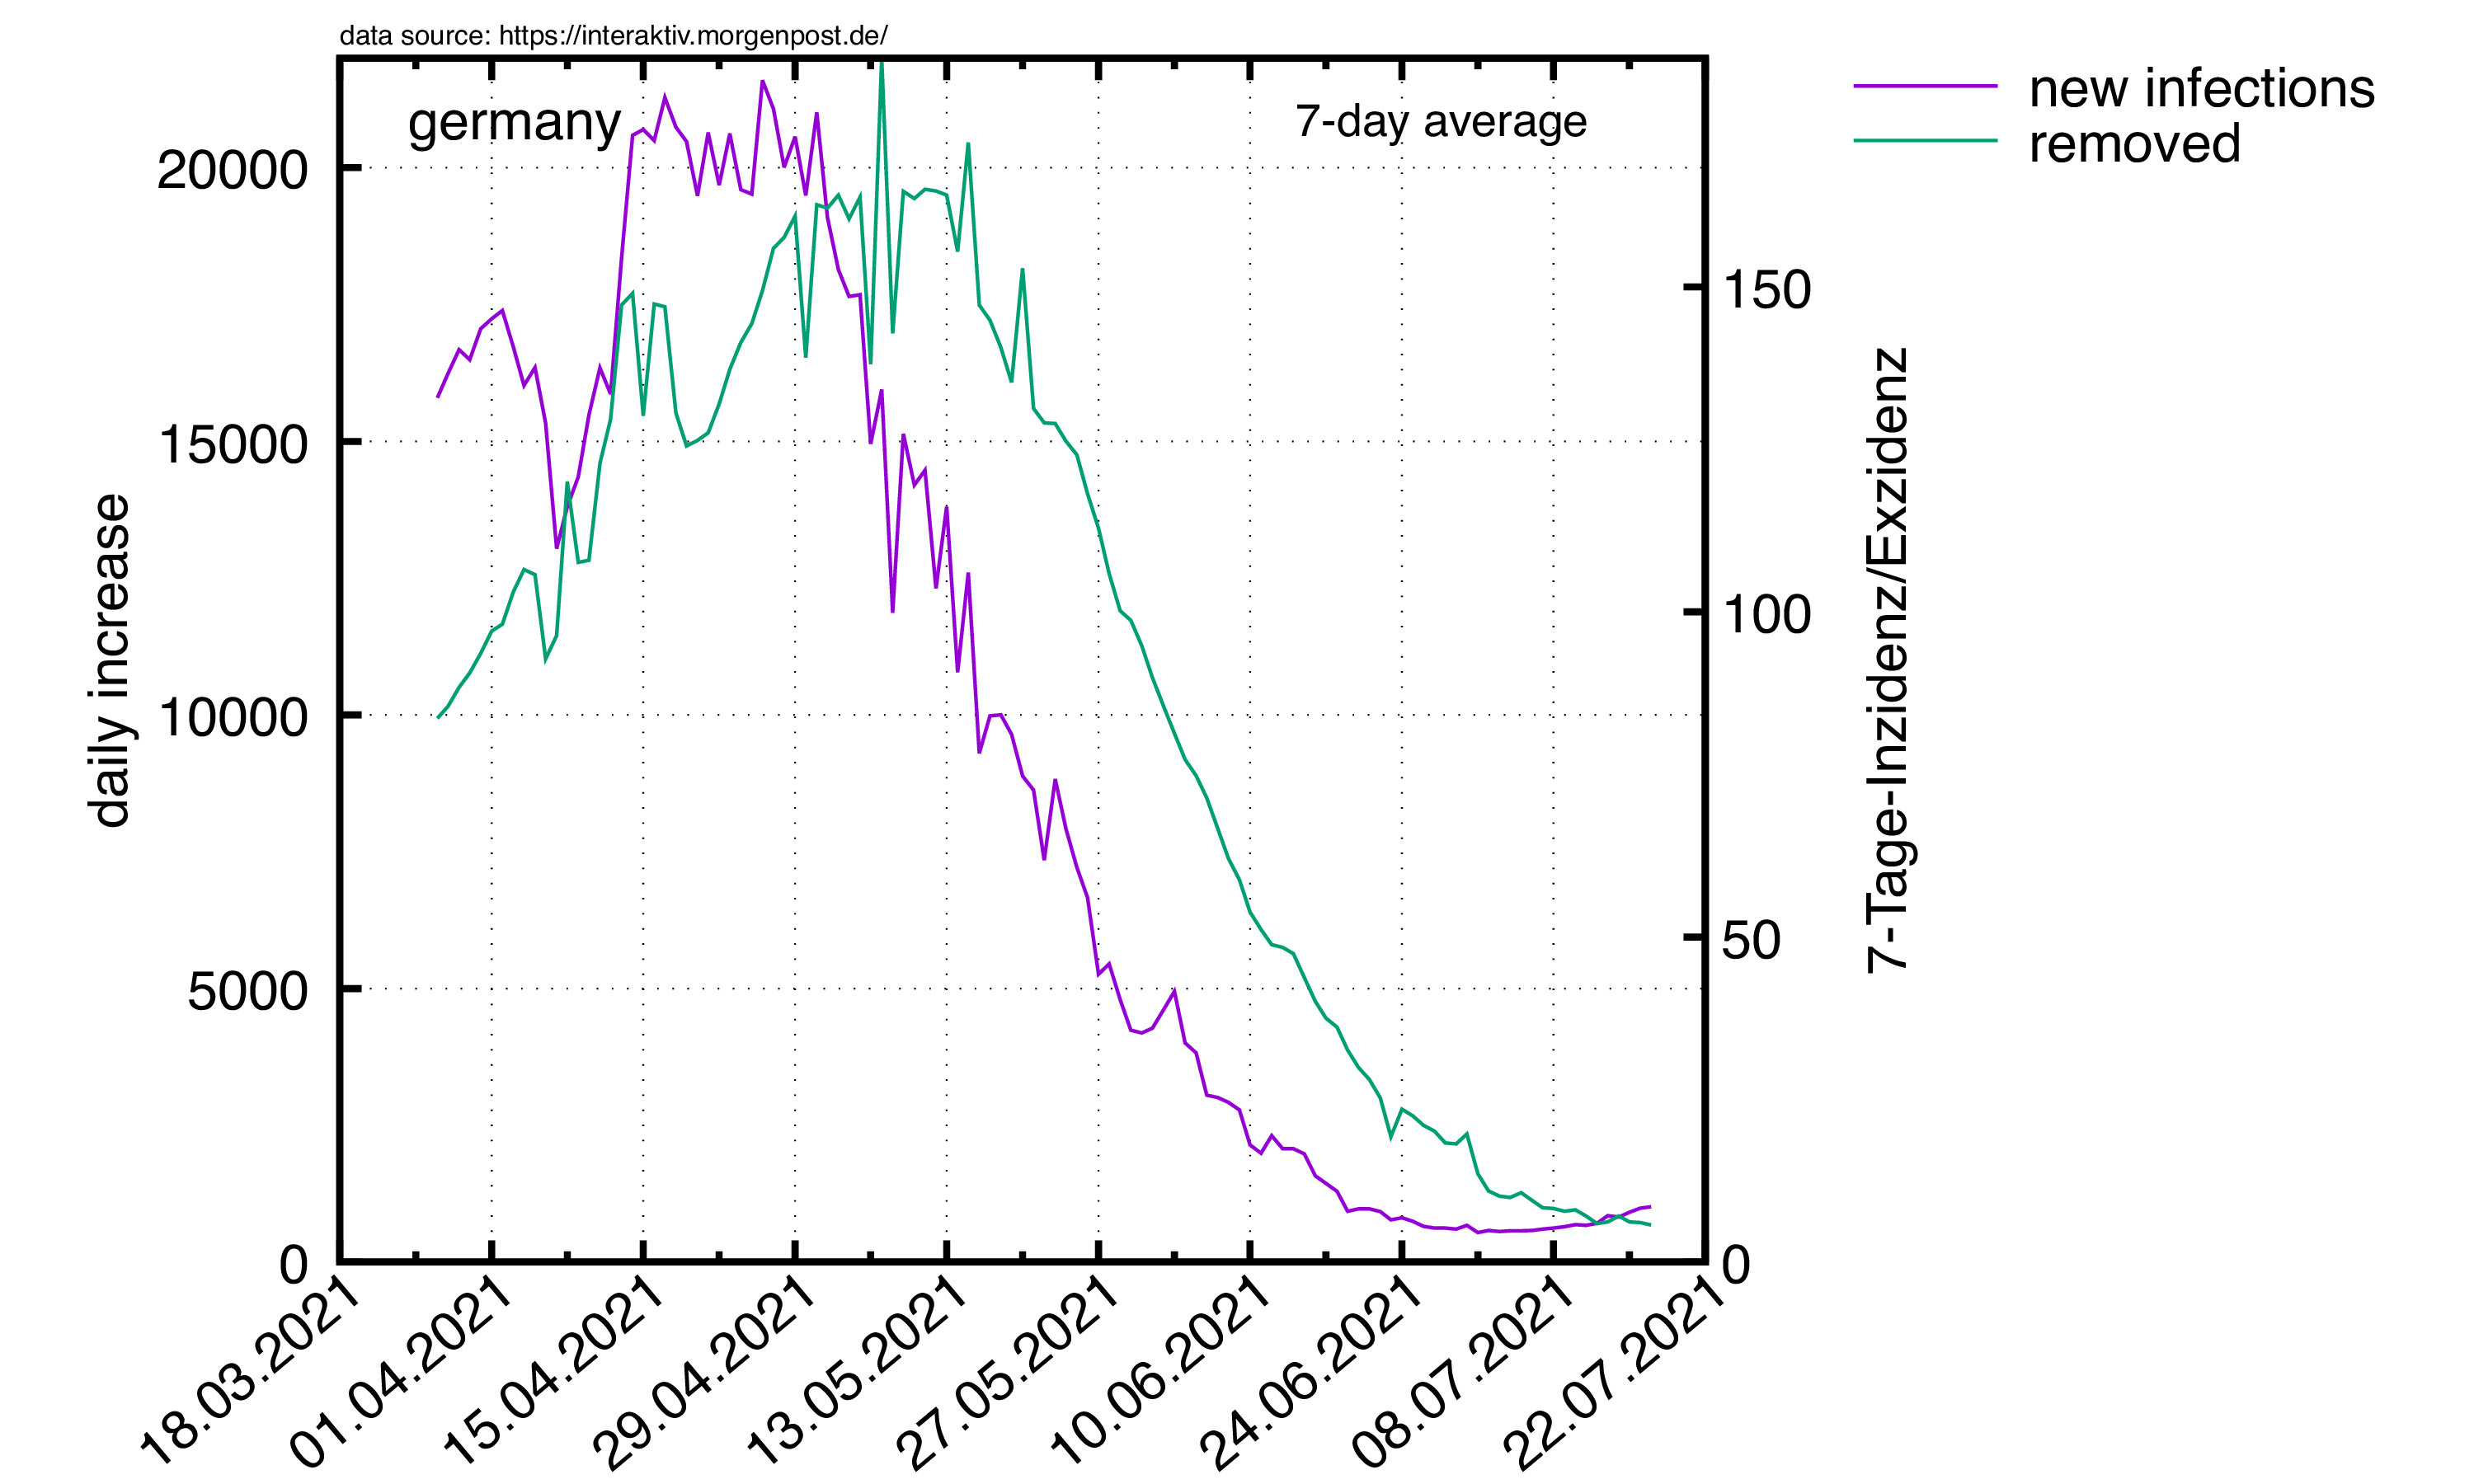 data source: https://interaktiv.morgenpost.de/
germany
7-day average
new infections
removed
20000
15000
10000
5000
0
daily increase
150
100
50
0
7-Tage-Inzidenz/Exzidenz
18.03.2021
01.04.2021
15.04.2021
29.04.2021
13.05.2021
27.05.2021
10.06.2021
24.06.2021
08.07.2021
22.07.2021